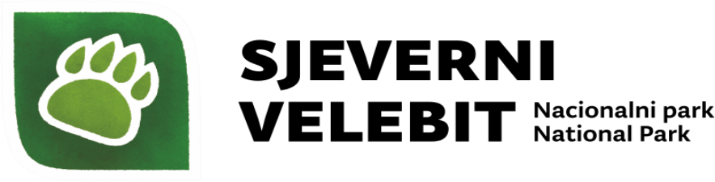 SJEVERNI
VELEBIT
Nacionalni park
National Park